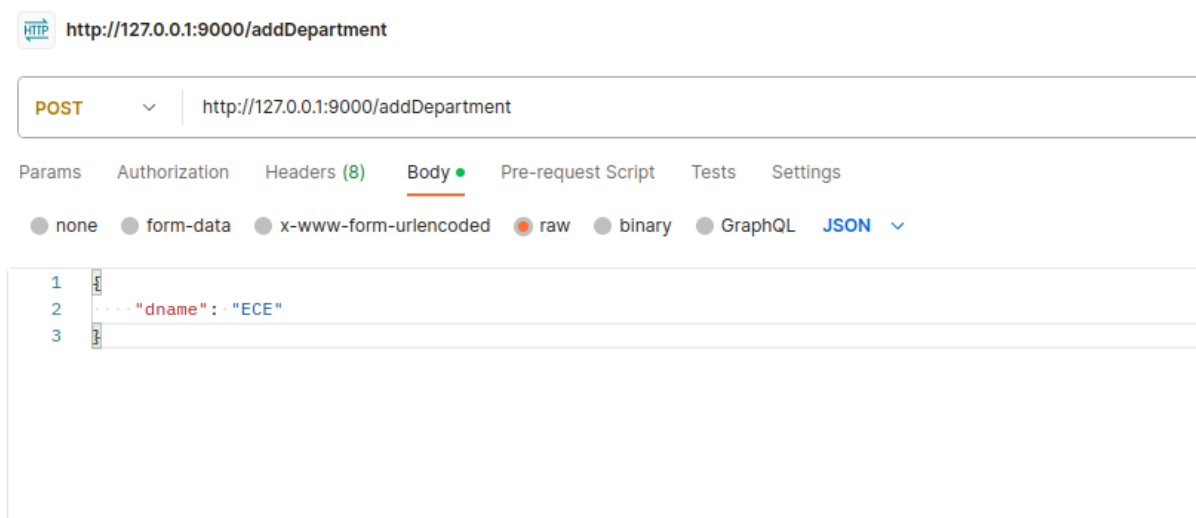 HTTP http://127.0.0.1:9000/addDepartment
POST http://127.0.0.1:9000/addDepartment
Params Authorization Headers (8) Body Pre-request Script Tests Settings
none form-data x-www-form-urlencoded raw binary GraphQL JSON
1 {
2 "dname": "ECE"
3 }